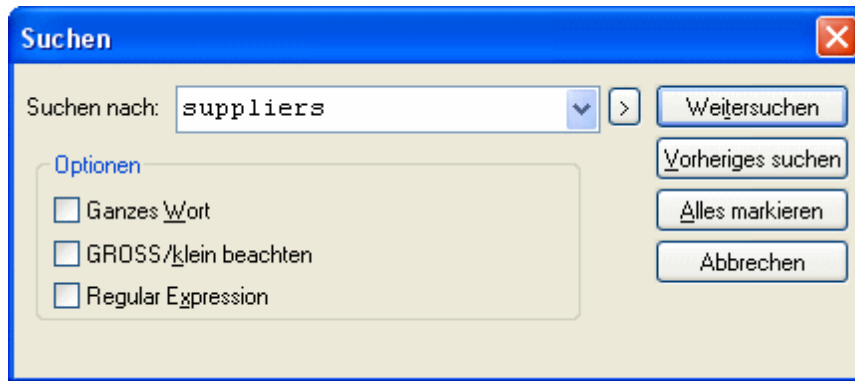 Suchen
Suchen nach: suppliers > Weitersuchen
Optionen
Vorheriges suchen
Ganzes Wort
Alles markieren
GROSS/klein beachten
Abbrechen
Regular Expression